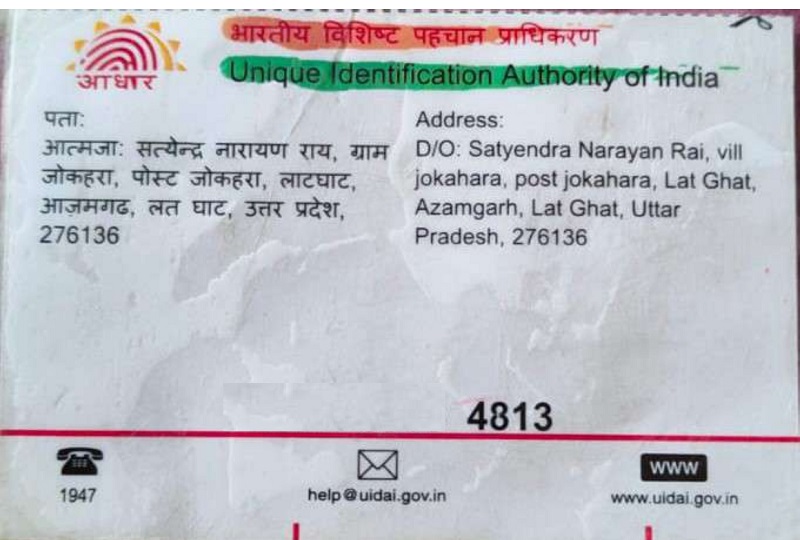 भारतीय विशिष्ट पहचान प्राधिकरण
Unique Identification Authority of India
आधार
पता:
आत्मजा: सत्येन्द्र नारायण राय, ग्राम
जोकहरा, पोस्ट जोकहरा, लाटघाट,
आज़मगढ, लत घाट, उत्तर प्रदेश,
276136
Address:
D/O: Satyendra Narayan Rai, vill
jokahara, post jokahara, Lat Ghat,
Azamgarh, Lat Ghat, Uttar
Pradesh, 276136
4813
1947
help@uidai.gov.in
www
www.uidai.gov.in